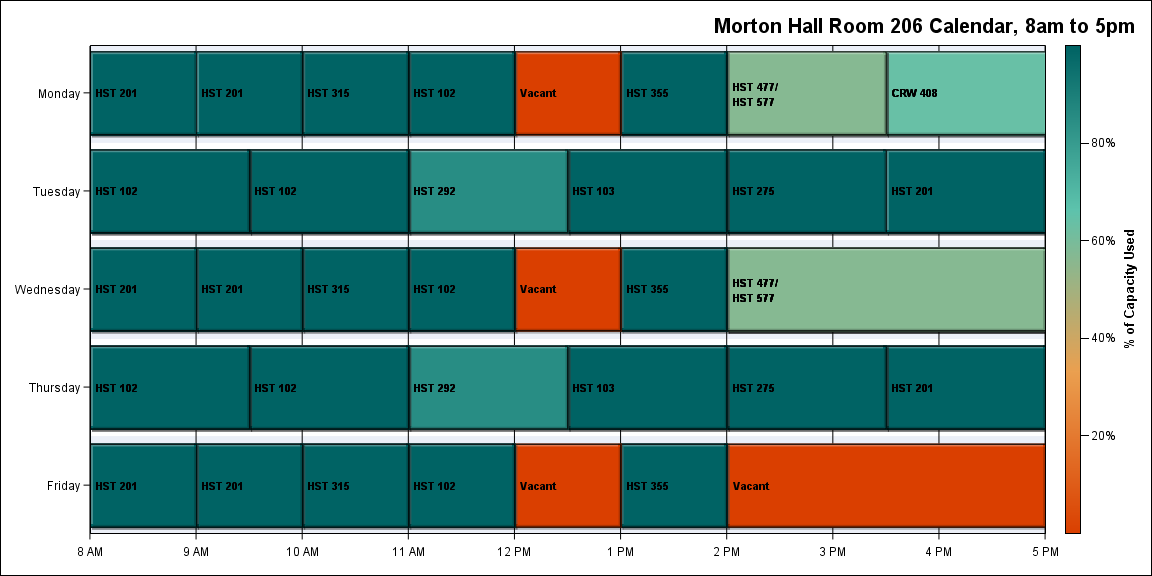 Morton Hall Room 206 Calendar, 8am to 5pm
Monday
HST 201
HST 201
HST 315
HST 102
Vacant
HST 355
HST 477/
HST 577
CRW 408
Tuesday
HST 102
HST 102
HST 292
HST 103
HST 275
HST 201
Wednesday
HST 201
HST 201
HST 315
HST 102
Vacant
HST 355
HST 477/
HST 577
Thursday
HST 102
HST 102
HST 292
HST 103
HST 275
HST 201
Friday
HST 201
HST 201
HST 315
HST 102
Vacant
HST 355
Vacant
8 AM
9 AM
10 AM
11 AM
12 PM
1 PM
2 PM
3 PM
4 PM
5 PM
80%
60%
40%
20%
% of Capacity Used